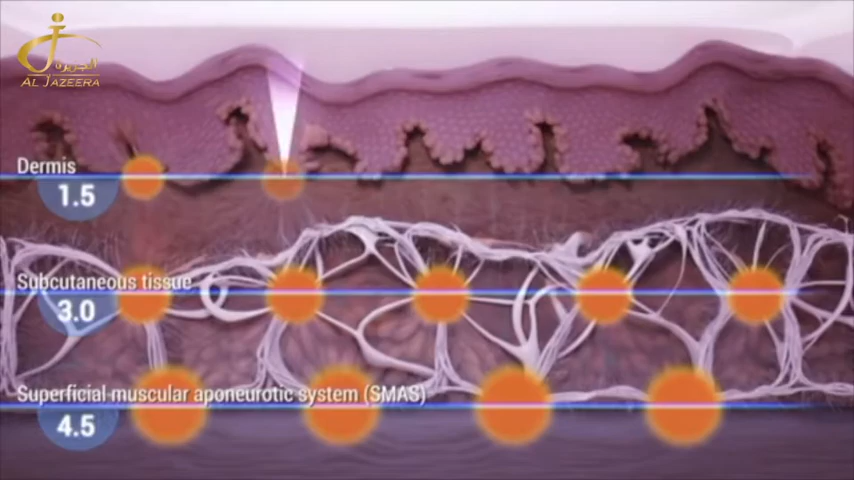 الجزيرة
AL JAZEERA
Dermis
1.5
Subcutaneous tissue
3.0
Superficial muscular aponeurotic system (SMAS)
4.5